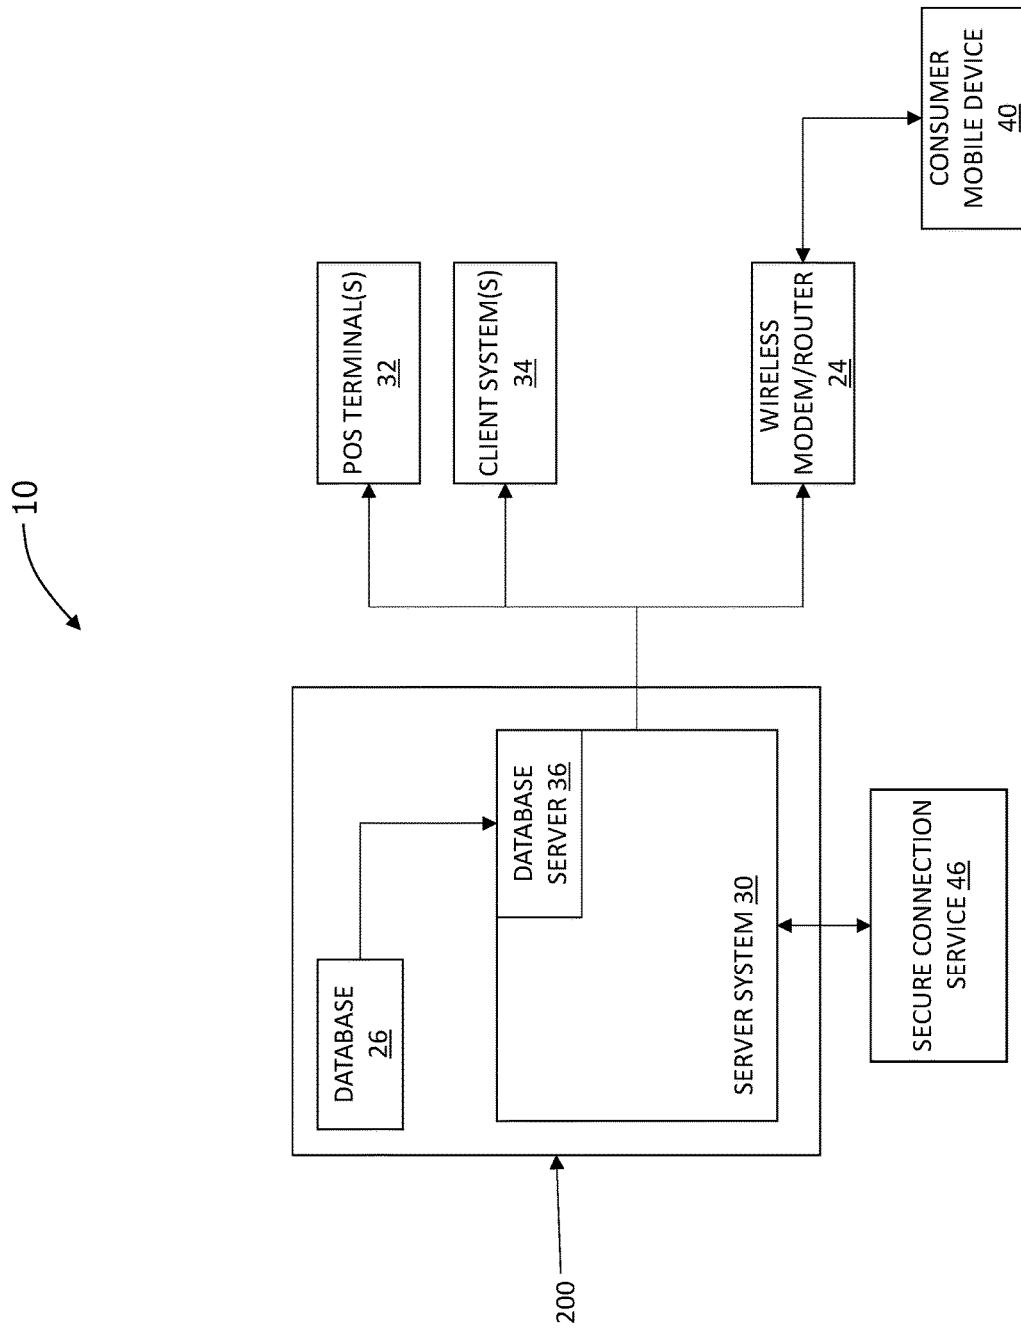 10
POS TERMINAL(S)
32
CLIENT SYSTEM(S)
34
WIRELESS
MODEM/ROUTER
24
CONSUMER
MOBILE DEVICE
40
DATABASE
26
DATABASE
SERVER 36
SERVER SYSTEM 30
SECURE CONNECTION
SERVICE 46
200